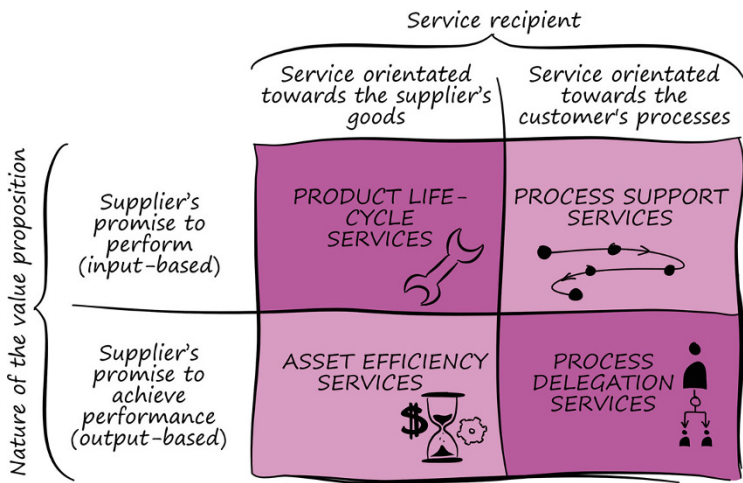 Service recipient
Service orientated
towards the supplier's
goods
Service orientated
towards the
customer's processes
Nature of the value proposition
Supplier's
promise to
perform
(input-based)
PRODUCT LIFE-
CYCLE
SERVICES
PROCESS SUPPORT
SERVICES
Supplier's
promise to
achieve
performance
(output-based)
ASSET EFFICIENCY
SERVICES
$
PROCESS
DELEGATION
SERVICES